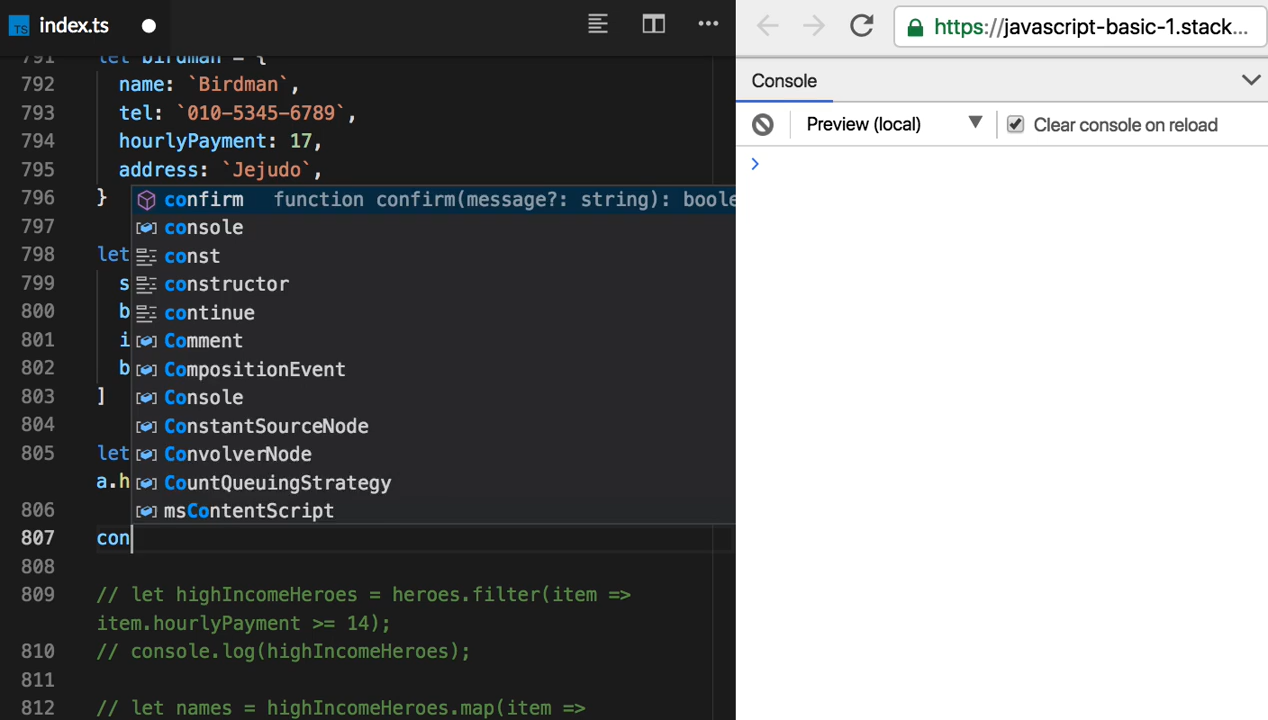 index.ts
https://javascript-basic-1.stack...
Console
Preview (local)
Clear console on reload
791 let birdman = {
792 name: `Birdman`,
793 tel: `010-5345-6789`,
794 hourlyPayment: 17,
795 address: `Jejudo`,
796 }
confirm function confirm(message?: string): boole
797
console
798 let
const
799 s
constructor
800 b
continue
801 i
Comment
802 b
CompositionEvent
803 ]
Console
804
ConstantSourceNode
805 let
ConvolverNode
a.h
CountQueuingStrategy
806
msContentScript
807 con
808
809 // let highIncomeHeroes = heroes.filter(item =>
item.hourlyPayment >= 14);
810 // console.log(highIncomeHeroes);
811
812 // let names = highIncomeHeroes.map(item =>